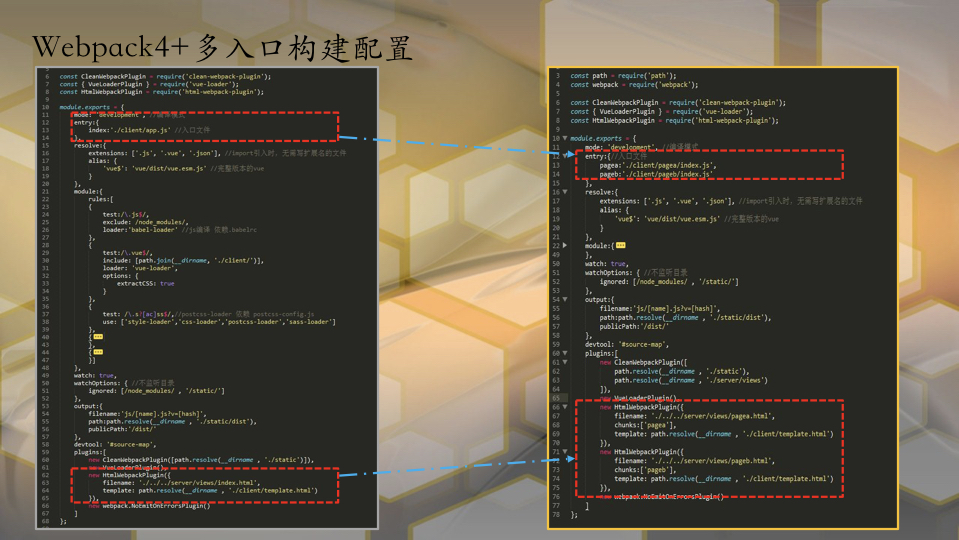 Webpack4+多入口构建配置
5
6 const CleanWebpackPlugin = require('clean-webpack-plugin');
7 const { VueLoaderPlugin } = require('vue-loader');
8 const HtmlWebpackPlugin = require('html-webpack-plugin');
9
10 module.exports = {
11 mode: 'development', //编译模式
12 entry:{
13 index:'./client/app.js' //入口文件
14 },
15 resolve:{
16 extensions: ['.js', '.vue', '.json'], //import引入时，无需写扩展名的文件
17 alias: {
18 'vue$': 'vue/dist/vue.esm.js' //完整版本的vue
19 }
20 },
21 module:{
22 rules:[
23 {
24 test:/\.js$/,
25 exclude: /node_modules/,
26 loader:'babel-loader' //js编译 依赖.babelrc
27 },
28 {
29 test:/\.vue$/,
30 include: [path.join(__dirname, './client/')],
31 loader: 'vue-loader',
32 options: {
33 extractCSS: true
34 }
35 },
36 {
37 test: /\.s?[ac]ss$/,//postcss-loader 依赖 postcss-config.js
38 use: ['style-loader','css-loader','postcss-loader','sass-loader']
39 },
40 {
43 },
44 {
47 }]
48 },
49 watch: true,
50 watchOptions: { //不监听目录
51 ignored: [/node_modules/ , '/static/']
52 },
53 output:{
54 filename:'js/[name].js?v=[hash]',
55 path:path.resolve(__dirname , './static/dist'),
56 publicPath:'/dist/'
57 },
58 devtool: '#source-map',
59 plugins:[
60 new CleanWebpackPlugin([path.resolve(__dirname , './static')]),
61 new VueLoaderPlugin(),
62 new HtmlWebpackPlugin({
63 filename: './../../server/views/index.html',
64 template: path.resolve(__dirname , './client/template.html')
65 }),
66 new webpack.NoEmitOnErrorsPlugin()
67 ]
68 };
3 const path = require('path');
4 const webpack = require('webpack');
5
6 const CleanWebpackPlugin = require('clean-webpack-plugin');
7 const { VueLoaderPlugin } = require('vue-loader');
8 const HtmlWebpackPlugin = require('html-webpack-plugin');
9
10 module.exports = {
11 mode: 'development', //编译模式
12 entry:{//入口文件
13 pagea:'./client/pagea/index.js',
14 pageb:'./client/pageb/index.js'
15 },
16 resolve:{
17 extensions: ['.js', '.vue', '.json'], //import引入时，无需写扩展名的文件
18 alias: {
19 'vue$': 'vue/dist/vue.esm.js' //完整版本的vue
20 }
21 },
22 module:{
49 },
50 watch: true,
51 watchOptions: { //不监听目录
52 ignored: [/node_modules/ , '/static/']
53 },
54 output:{
55 filename:'js/[name].js?v=[hash]',
56 path:path.resolve(__dirname , './static/dist'),
57 publicPath:'/dist/'
58 },
59 devtool: '#source-map',
60 plugins:[
61 new CleanWebpackPlugin([
62 path.resolve(__dirname , './static'),
63 path.resolve(__dirname , './server/views')
64 ]),
65 new VueLoaderPlugin(),
66 new HtmlWebpackPlugin({
67 filename: './../../server/views/pagea.html',
68 chunks:['pagea'],
69 template: path.resolve(__dirname , './client/template.html')
70 }),
71 new HtmlWebpackPlugin({
72 filename: './../../server/views/pageb.html',
73 chunks:['pageb'],
74 template: path.resolve(__dirname , './client/template.html')
75 }),
76 new webpack.NoEmitOnErrorsPlugin()
77 ]
78 };